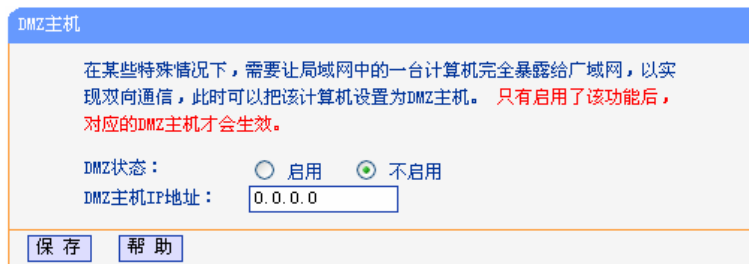 DMZ主机
在某些特殊情况下，需要让局域网中的一台计算机完全暴露给广域网，以实
现双向通信，此时可以把该计算机设置为DMZ主机。 只有启用了该功能后，
对应的DMZ主机才会生效。
DMZ状态： 启用 不启用
DMZ主机IP地址： 0.0.0.0
保 存 帮 助